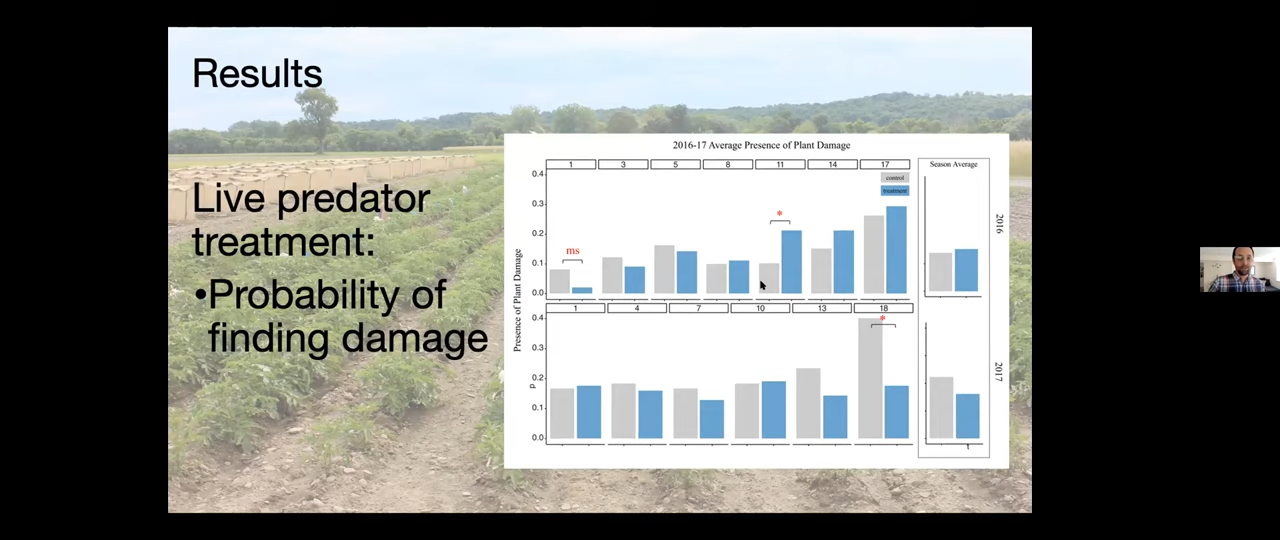 Results
Live predator
treatment:
•Probability of
finding damage
2016-17 Average Presence of Plant Damage
1 3 5 8 11 14 17
Season Average
control
treatment
0.4
0.3
0.2
0.1
0.0
ms
*
2016
Presence of Plant Damage
1 4 7 10 13 18
0.4
0.3
0.2
0.1
0.0
p
*
2017